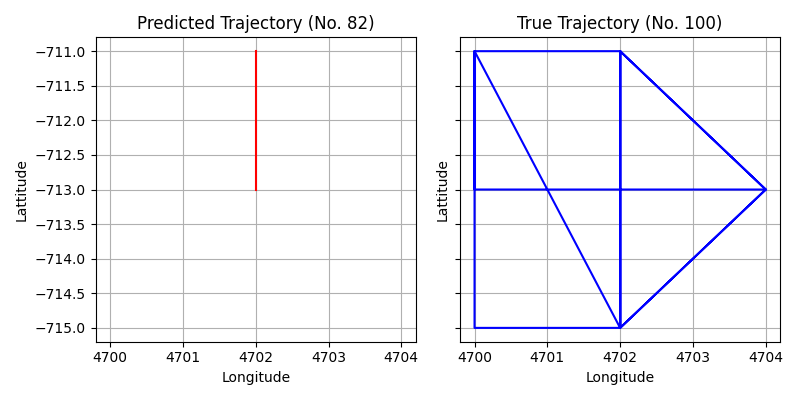 Predicted Trajectory (No. 82)
True Trajectory (No. 100)
−711.0
−711.5
−712.0
−712.5
−713.0
−713.5
−714.0
−714.5
−715.0
Lattitude
Lattitude
4700 4701 4702 4703 4704
4700 4701 4702 4703 4704
Longitude
Longitude